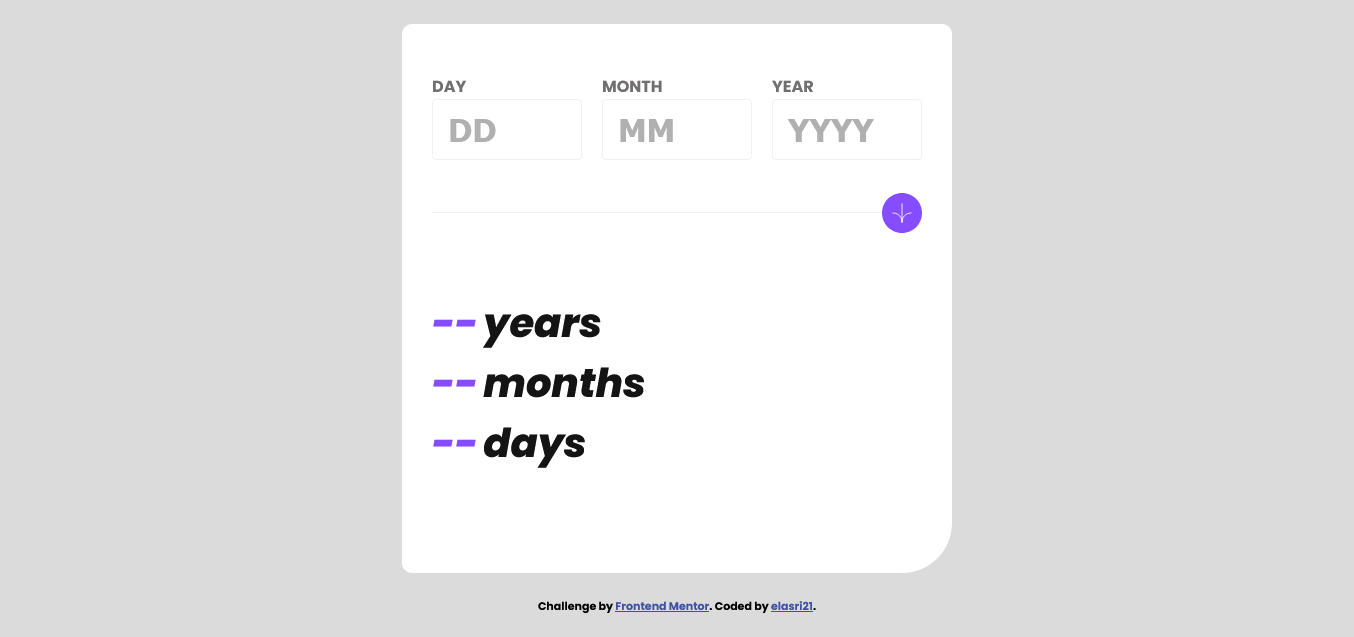 DAY MONTH YEAR
DD MM YYYY
-- years
-- months
-- days
Challenge by Frontend Mentor. Coded by elasri21.